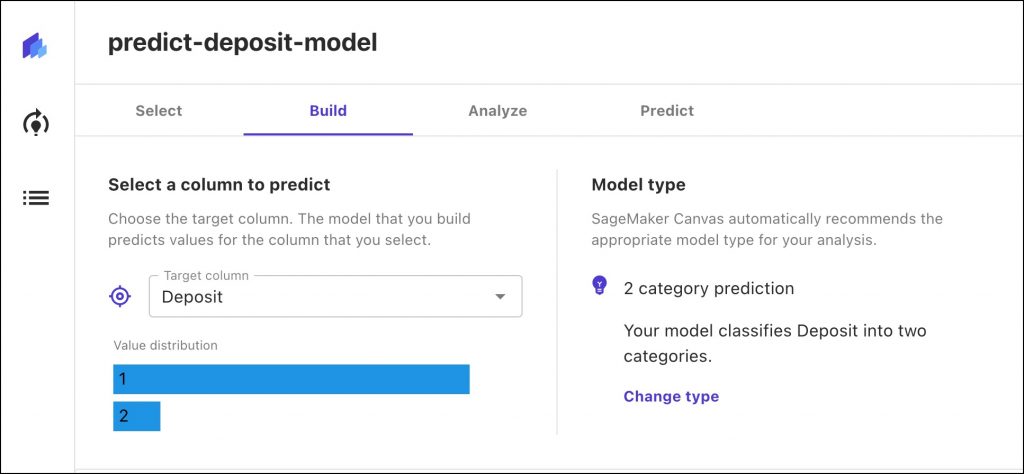 predict-deposit-model
Select
Build
Analyze
Predict
Select a column to predict
Choose the target column. The model that you build
predicts values for the column that you select.
Target column
Deposit
Value distribution
1
2
Model type
SageMaker Canvas automatically recommends the
appropriate model type for your analysis.
2 category prediction
Your model classifies Deposit into two
categories.
Change type